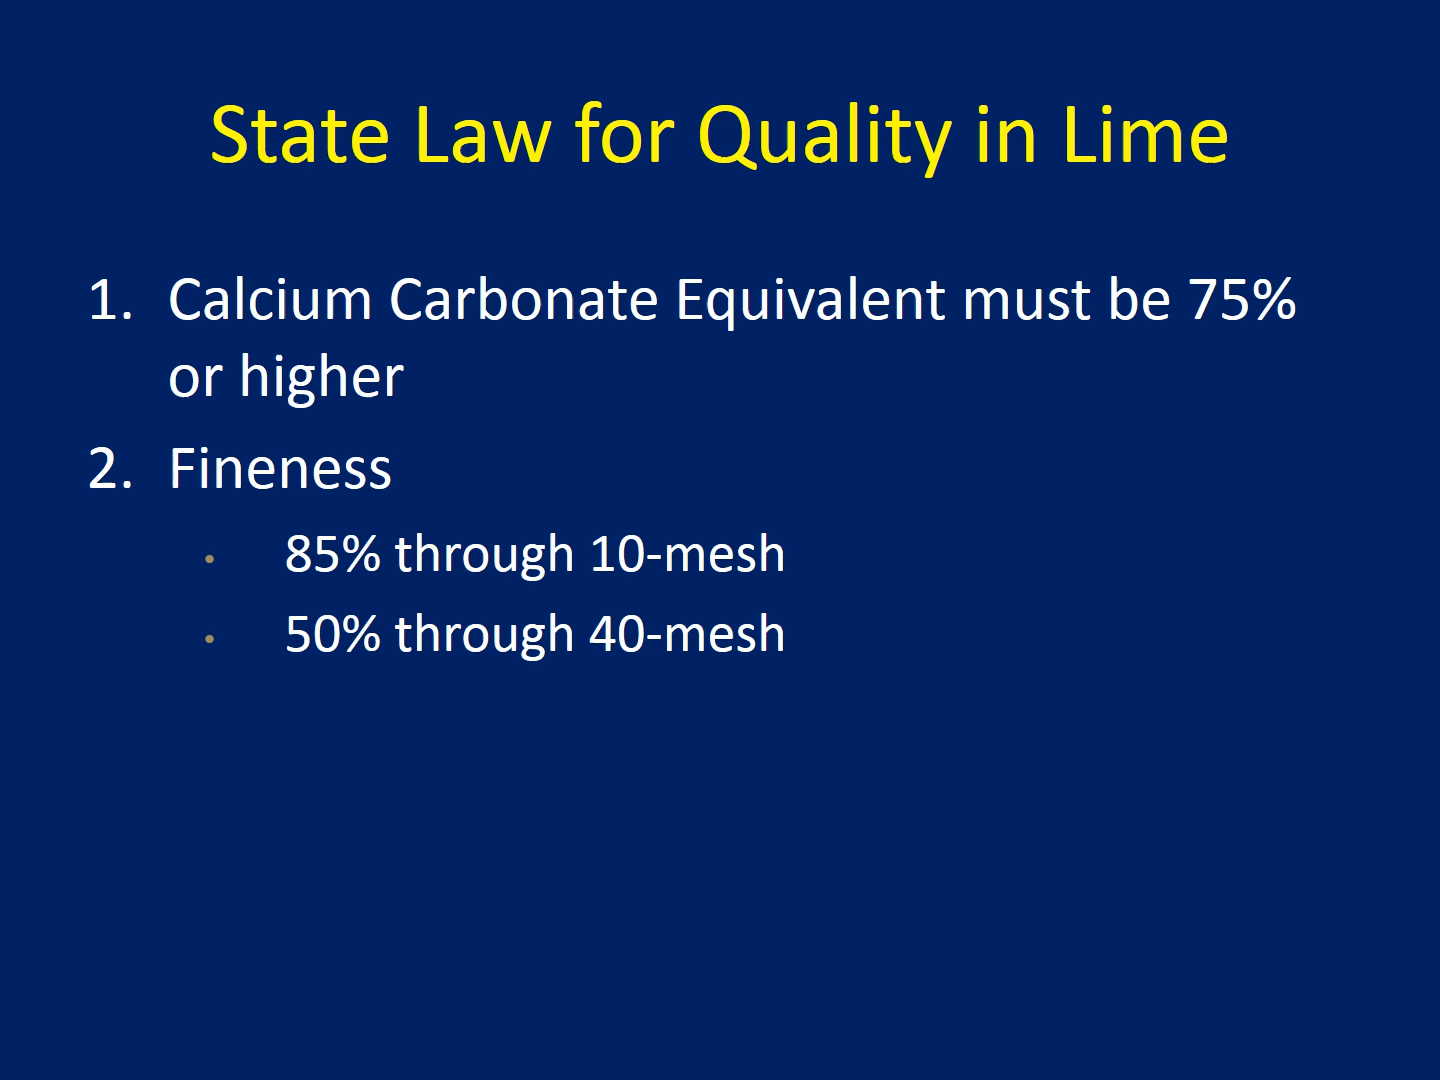 State Law for Quality in Lime
1. Calcium Carbonate Equivalent must be 75%
or higher
2. Fineness
• 85% through 10-mesh
• 50% through 40-mesh